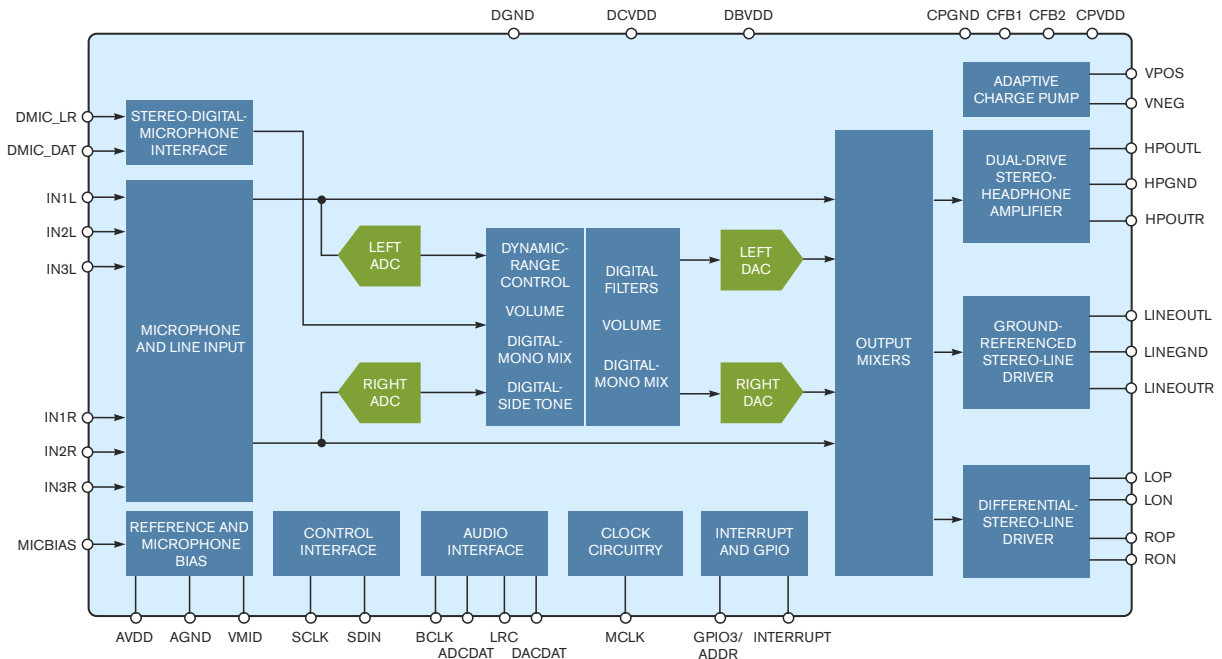 DGND
DCVDD
DBVDD
CPGND
CFB1
CFB2
CPVDD
DMIC_LR
DMIC_DAT
STEREO-DIGITAL-
MICROPHONE
INTERFACE
ADAPTIVE
CHARGE PUMP
VPOS
VNEG
IN1L
IN2L
IN3L
MICROPHONE
AND LINE INPUT
IN1R
IN2R
IN3R
LEFT
ADC
RIGHT
ADC
DYNAMIC-
RANGE
CONTROL
VOLUME
DIGITAL-
MONO MIX
DIGITAL-
SIDE TONE
DIGITAL
FILTERS
VOLUME
DIGITAL-
MONO MIX
LEFT
DAC
RIGHT
DAC
OUTPUT
MIXERS
DUAL-DRIVE
STEREO-
HEADPHONE
AMPLIFIER
HPOUTL
HPGND
HPOUTR
GROUND-
REFERENCED
STEREO-LINE
DRIVER
LINEOUTL
LINEGND
LINEOUTR
DIFFERENTIAL-
STEREO-LINE
DRIVER
LOP
LON
ROP
RON
MICBIAS
REFERENCE AND
MICROPHONE
BIAS
CONTROL
INTERFACE
AUDIO
INTERFACE
CLOCK
CIRCUITRY
INTERRUPT
AND GPIO
AVDD
AGND
VMID
SCLK
SDIN
BCLK
ADCDAT
LRC
DACDAT
MCLK
GPIO3/
ADDR
INTERRUPT